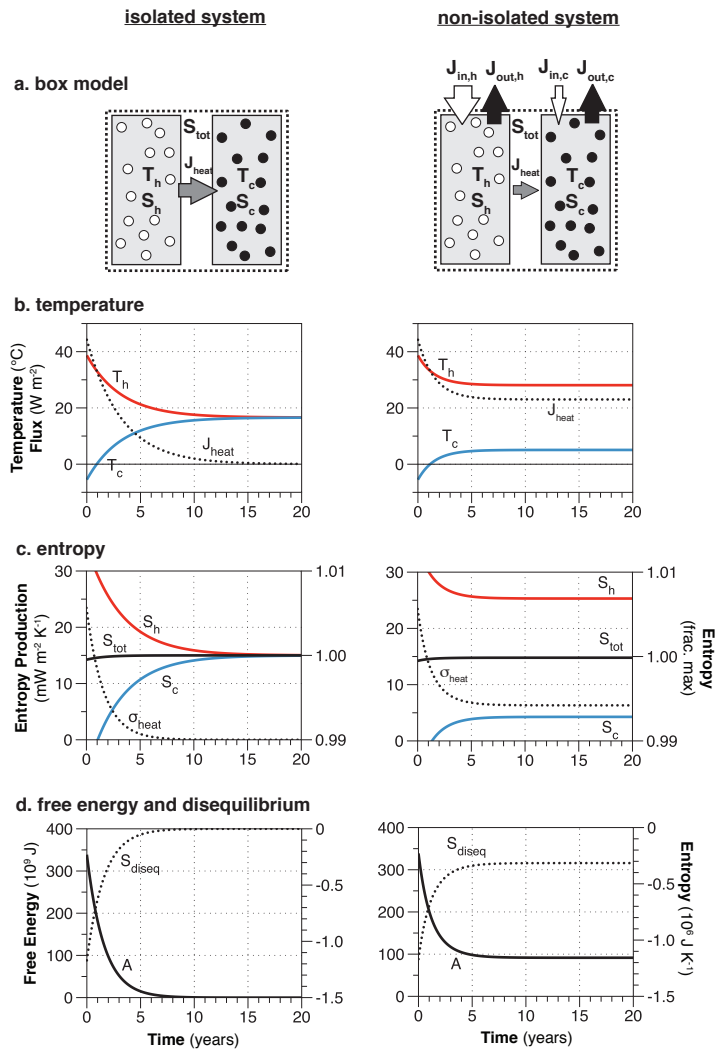 isolated system
non-isolated system
a. box model
S_tot
J_heat
T_h
S_h
T_c
S_c
J_in,h
J_out,h
J_in,c
J_out,c
S_tot
J_heat
T_h
S_h
T_c
S_c
b. temperature
Temperature (°C)
Flux (W m⁻²)
40
20
0
T_h
T_c
J_heat
0 5 10 15 20
40
20
0
T_h
J_heat
T_c
0 5 10 15 20
c. entropy
Entropy Production
(mW m⁻² K⁻¹)
30
15
0
S_h
S_tot
S_c
σ_heat
1.01
1.00
0.99
0 5 10 15 20
30
15
0
S_h
S_tot
σ_heat
S_c
1.01
1.00
0.99
0 5 10 15 20
Entropy
(frac. max)
d. free energy and disequilibrium
Free Energy (10⁹ J)
400
300
200
100
0
S_diseq
A
0
-0.5
-1.0
-1.5
0 5 10 15 20
Time (years)
400
300
200
100
0
S_diseq
A
0
-0.5
-1.0
-1.5
0 5 10 15 20
Time (years)
Entropy (10⁶ J K⁻¹)